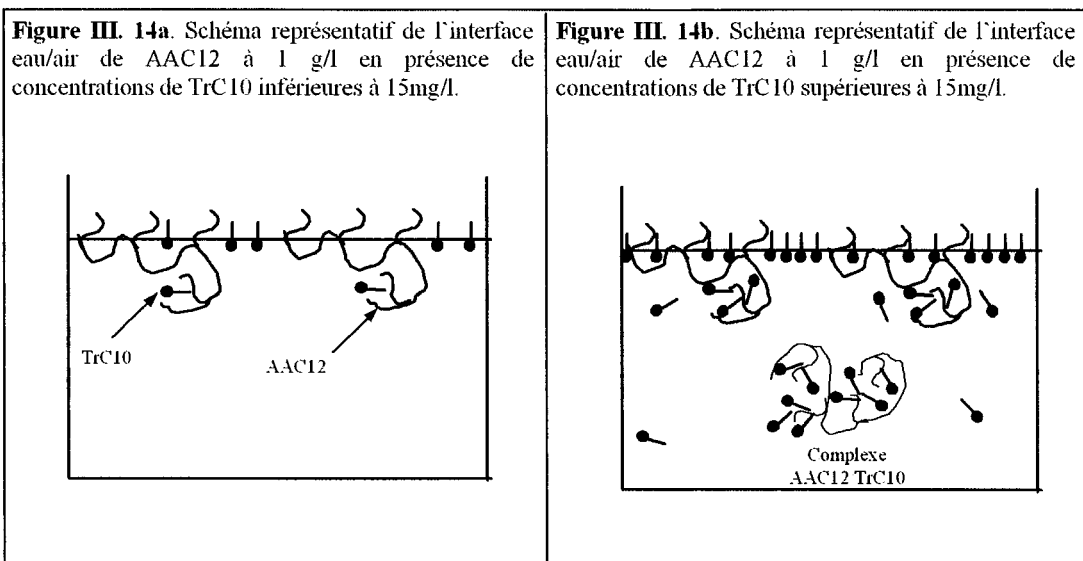 Figure III. 14a. Schéma représentatif de l'interface
eau/air de AAC12 à 1 g/l en présence de
concentrations de TrC10 inférieures à 15mg/l.
Figure III. 14b. Schéma représentatif de l'interface
eau/air de AAC12 à 1 g/l en présence de
concentrations de TrC10 supérieures à 15mg/l.
TrC10
AAC12
Complexe
AAC12 TrC10